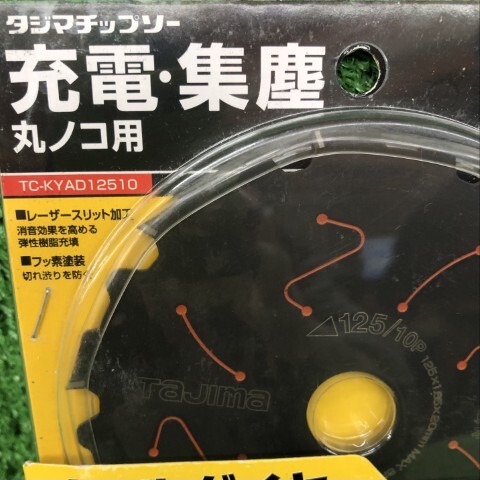 タジマチップソー
充電・集塵
丸ノコ用
TC-KYAD12510
■レーザースリット加工
消音効果を高める
弾性樹脂充填
■フッ素塗装
切れ渋りを防
125/10P
TaJIma